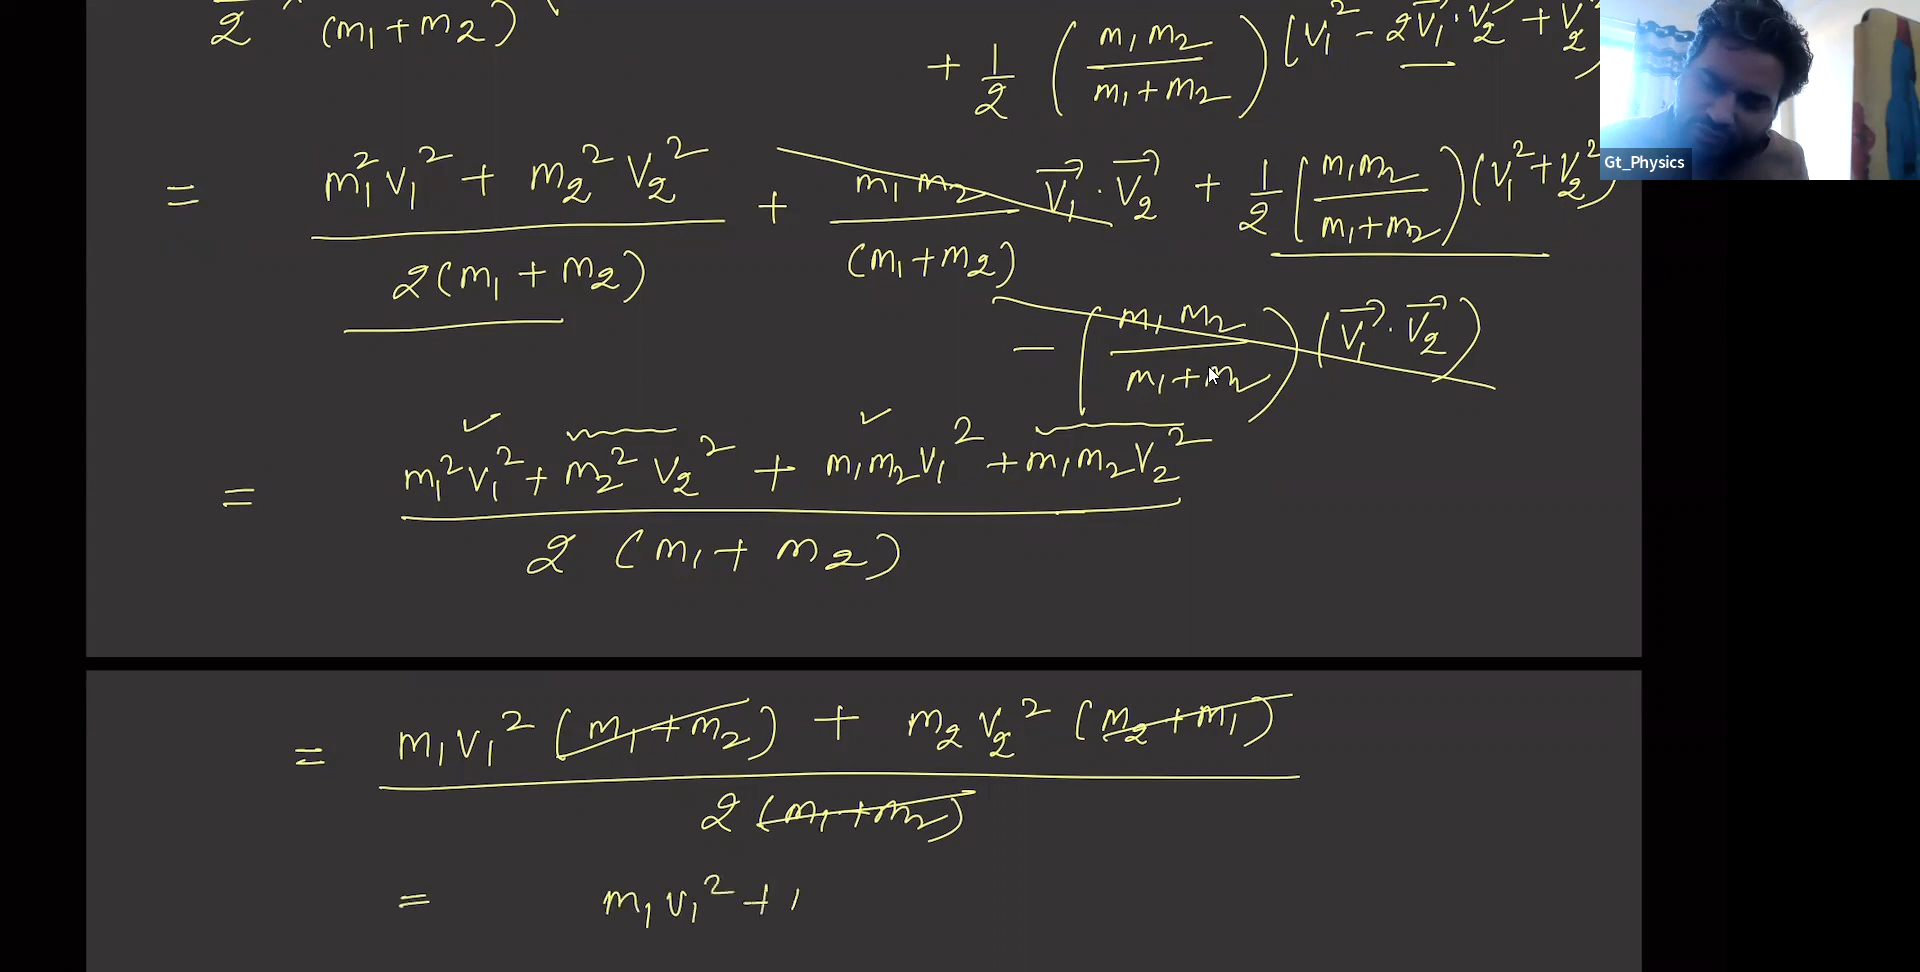 2 (m₁+m₂)
+ 1/2 (m₁m₂/(m₁+m₂)) (v₁² - 2v⃗₁·v⃗₂ + v₂²
= (m₁²v₁² + m₂²v₂²)/(2(m₁+m₂)) + (m₁m₂/(m₁+m₂)) v⃗₁·v⃗₂ + 1/2 (m₁m₂/(m₁+m₂)) (v₁²+v₂²)
Gt_Physics
- (m₁m₂/(m₁+m₂)) (v⃗₁·v⃗₂)
= (m₁²v₁² + m₂²v₂² + m₁m₂v₁² + m₁m₂v₂²)/(2(m₁+m₂))
= (m₁v₁²(m₁+m₂) + m₂v₂²(m₂+m₁))/(2(m₁+m₂))
= m₁v₁² +